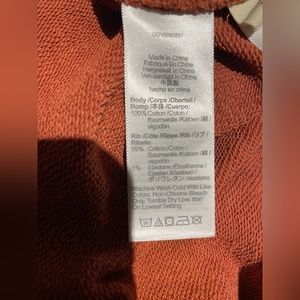 Made in China
Fabriqué en Chine
Hergestellt in China
Vervaardigd in China
中国製
hecho en china
Body /Corps /Oberteil /
Romp /本体 /Cuerpo:
100% Cotton /Coton /
Baumwolle /Katoen /綿 /
algodón
Rib /Côte /Rippe /Rib /リブ /
Ribete:
99% Cotton /Coton /
Baumwolle /Katoen /綿 /
algodón
1% Elastane /Elasthanne /
Elastan /Elastaan /
ポリウレタン /elastano
Machine Wash Cold With Like
Colors, Non-Chlorine Bleach
Only, Tumble Dry Low, Iron
On Lowest Setting.